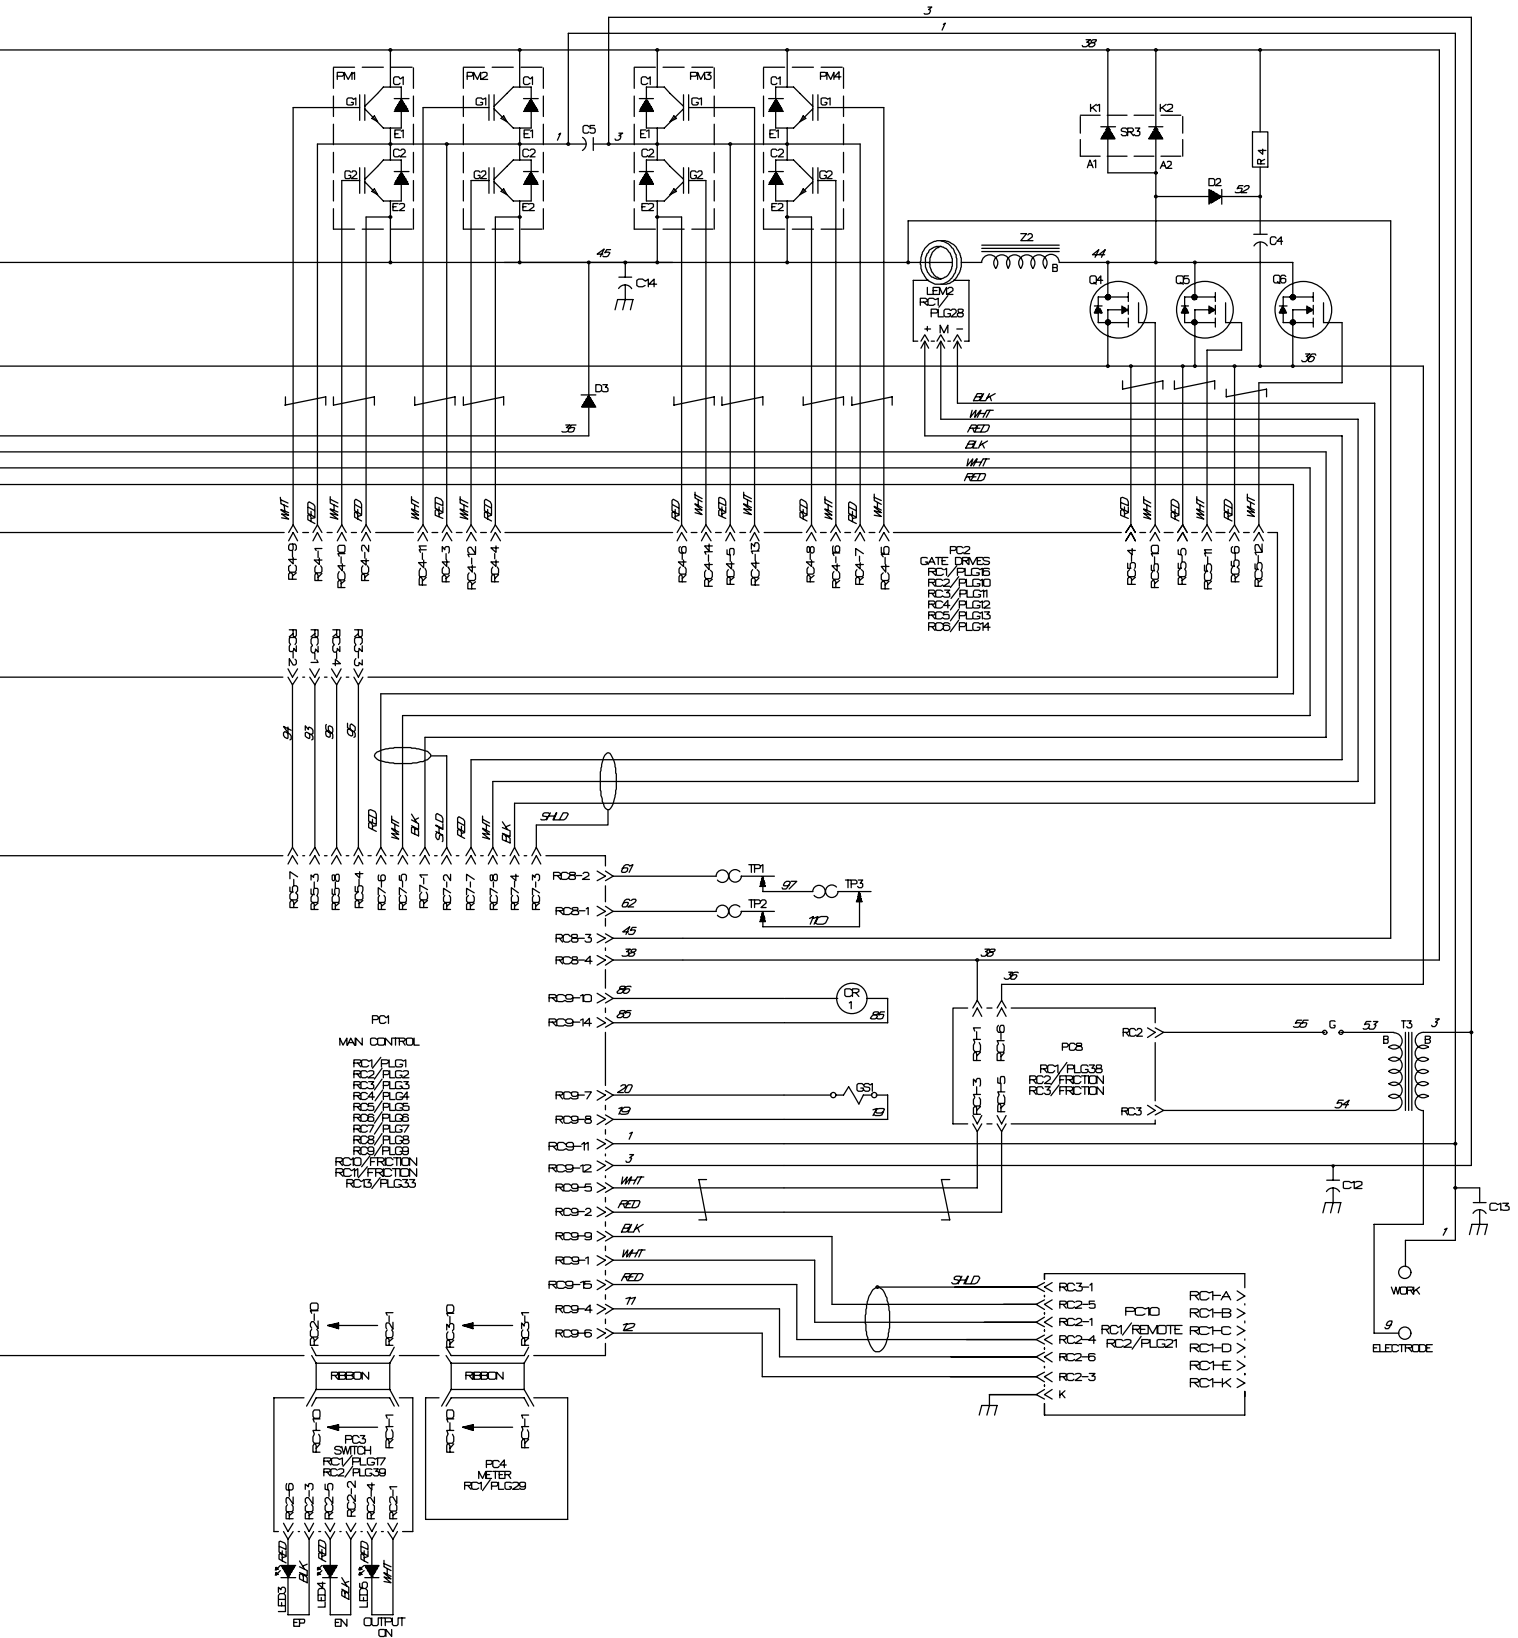 3
1
38
PM1
C1
G1
E1
C2
G2
E2
PM2
C1
G1
E1
C2
G2
E2
1
C5
3
C1
PM3
G1
E1
C2
G2
E2
C1
PM4
G1
E1
C2
G2
E2
K1
K2
SR3
A1
A2
R4
D2
52
C4
45
C14
Z2
B
44
LEM2
RC1/
PLG28
+ M -
Q4
Q5
Q6
36
D3
35
BLK
WHT
RED
BLK
WHT
RED
WHT
RED
WHT
RED
WHT
RED
WHT
RED
RED
WHT
RED
WHT
RED
WHT
RED
WHT
RED
WHT
RED
WHT
RED
WHT
RC4-9
RC4-1
RC4-10
RC4-2
RC4-11
RC4-3
RC4-12
RC4-4
RC4-6
RC4-14
RC4-5
RC4-13
RC4-8
RC4-16
RC4-7
RC4-15
RC5-4
RC5-10
RC5-5
RC5-11
RC5-6
RC5-12
PC2
GATE DRIVES
RC1/PLG15
RC2/PLG10
RC3/PLG11
RC4/PLG12
RC5/PLG13
RC6/PLG14
RC3-2
RC3-1
RC3-4
RC3-3
94
93
96
95
RED
WHT
BLK
SHLD
RED
WHT
BLK
SHLD
RC5-7
RC5-3
RC5-8
RC5-4
RC7-6
RC7-5
RC7-1
RC7-2
RC7-7
RC7-8
RC7-4
RC7-3
RC8-2
61
TP1
97
TP3
RC8-1
62
TP2
110
RC8-3
45
RC8-4
38
38
36
RC9-10
86
CR
1
RC9-14
85
85
PC1
MAIN CONTROL
RC1/PLG1
RC2/PLG2
RC3/PLG3
RC4/PLG4
RC5/PLG5
RC6/PLG6
RC7/PLG7
RC8/PLG8
RC9/PLG9
RC10/FRICTION
RC11/FRICTION
RC13/PLG33
RC1-1
RC1-6
RC1-3
RC1-5
PC8
RC1/PLG38
RC2/FRICTION
RC3/FRICTION
RC2
55
G
53
T3
3
B
B
RC3
54
RC9-7
20
GS1
RC9-8
19
19
RC9-11
1
RC9-12
3
RC9-5
WHT
RC9-2
RED
RC9-9
BLK
RC9-1
WHT
RC9-15
RED
RC9-4
11
RC9-6
12
C12
C13
1
WORK
9
ELECTRODE
SHLD
RC3-1
RC2-5
RC2-1
RC2-4
RC2-6
RC2-3
K
PC10
RC1/REMOTE
RC2/PLG21
RC1-A
RC1-B
RC1-C
RC1-D
RC1-E
RC1-K
RC2-10
RC2-1
RC3-10
RC3-1
RIBBON
RIBBON
RC1-10
RC1-1
RC1-10
RC1-1
PC3
SWITCH
RC1/PLG17
RC2/PLG39
PC4
METER
RC1/PLG29
RC2-6
RC2-3
RC2-5
RC2-2
RC2-4
RC2-1
RED
BLK
RED
BLK
RED
WHT
LED3
LED4
LED5
EP
EN
OUTPUT
ON